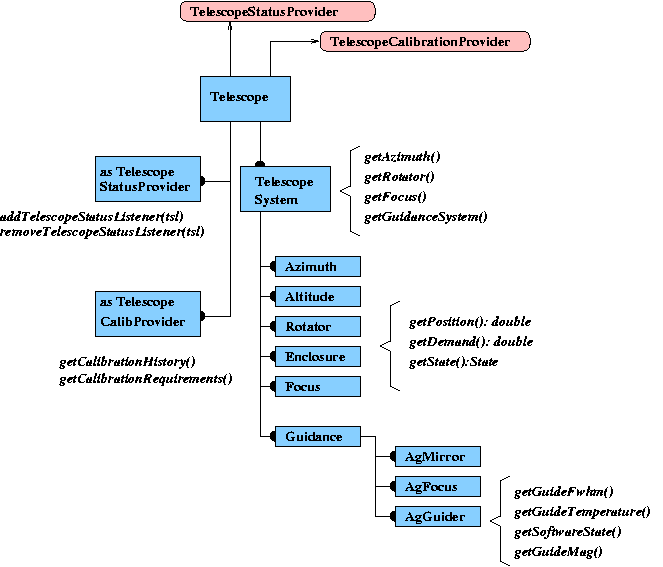 TelescopeStatusProvider
TelescopeCalibrationProvider
Telescope
as Telescope
StatusProvider
addTelescopeStatusListener(tsl)
removeTelescopeStatusListener(tsl)
Telescope
System
getAzimuth()
getRotator()
getFocus()
getGuidanceSystem()
as Telescope
CalibProvider
getCalibrationHistory()
getCalibrationRequirements()
Azimuth
Altitude
Rotator
Enclosure
Focus
getPosition(): double
getDemand(): double
getState():State
Guidance
AgMirror
AgFocus
AgGuider
getGuideFwhm()
getGuideTemperature()
getSoftwareState()
getGuideMag()